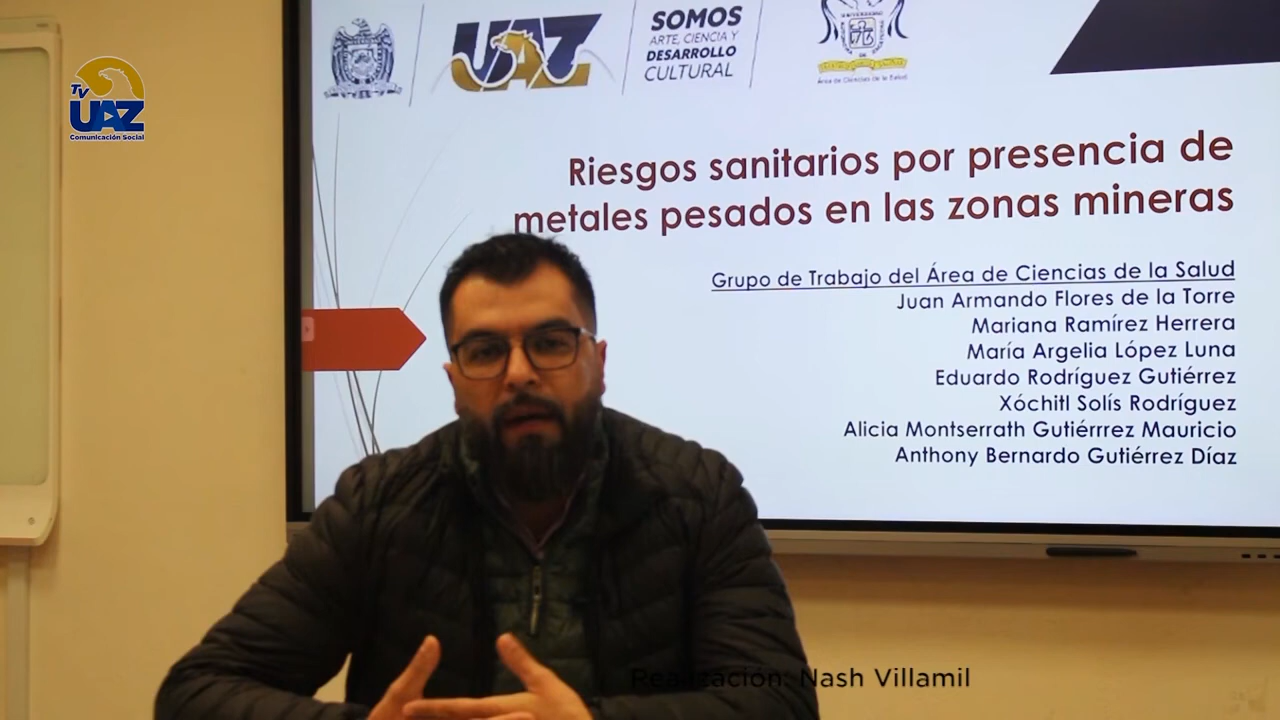 Tv
UAZ
Comunicación Social
UAZ
SOMOS
ARTE, CIENCIA Y
DESARROLLO
CULTURAL
Área de Ciencias de la Salud
Riesgos sanitarios por presencia de
metales pesados en las zonas mineras
Grupo de Trabajo del Área de Ciencias de la Salud
Juan Armando Flores de la Torre
Mariana Ramírez Herrera
María Argelia López Luna
Eduardo Rodríguez Gutiérrez
Xóchitl Solís Rodríguez
Alicia Montserrath Gutiérrrez Mauricio
Anthony Bernardo Gutiérrez Díaz
Realización: Nash Villamil